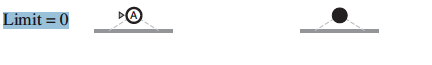 Limit = 0 A